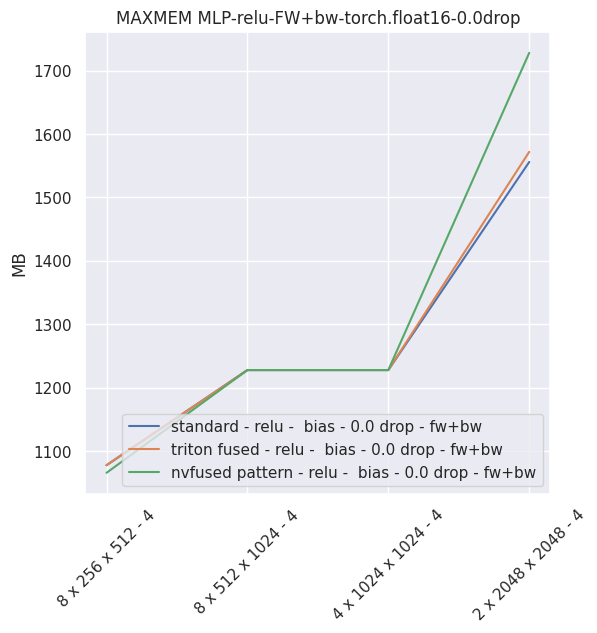 MAXMEM MLP-relu-FW+bw-torch.float16-0.0drop
1700
1600
1500
1400
1300
1200
1100
MB
standard - relu -  bias - 0.0 drop - fw+bw
triton fused - relu -  bias - 0.0 drop - fw+bw
nvfused pattern - relu -  bias - 0.0 drop - fw+bw
8 x 256 x 512 - 4
8 x 512 x 1024 - 4
4 x 1024 x 1024 - 4
2 x 2048 x 2048 - 4